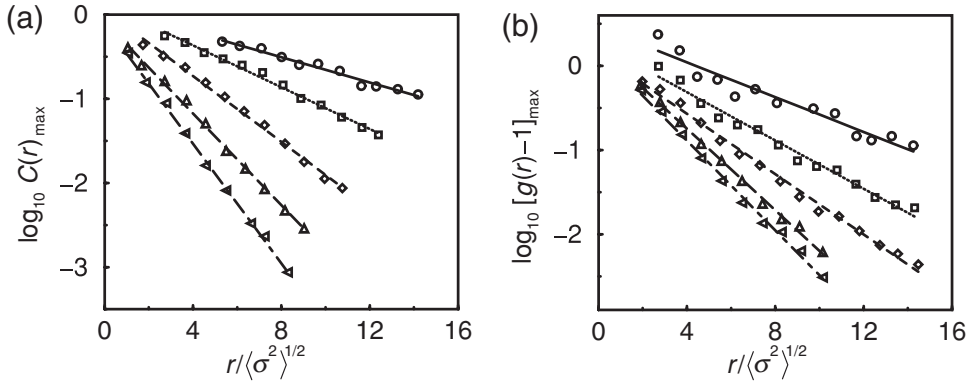 (a)
log₁₀ C(r)max
−0
−1
−2
−3
0 4 8 12 16
r/⟨σ²⟩^1/2
(b)
log₁₀ [g(r)−1]max
0
−1
−2
0 4 8 12 16
r/⟨σ²⟩^1/2